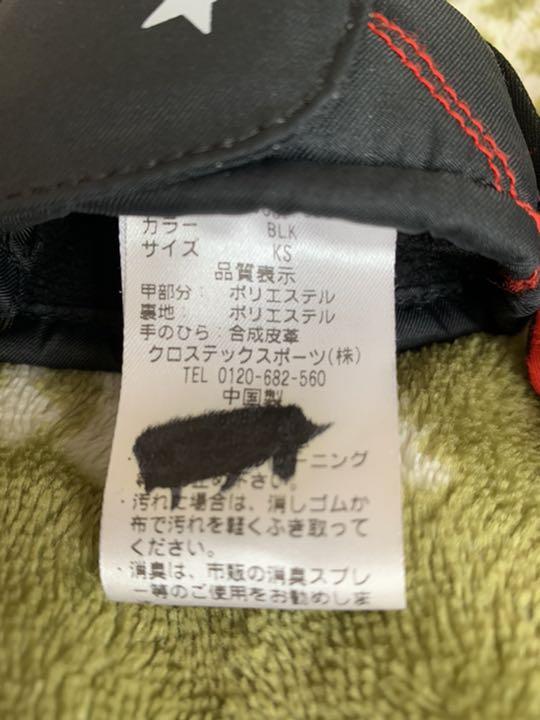 カラー BLK
サイズ KS
品質表示
甲部分： ポリエステル
裏地： ポリエステル
手のひら：合成皮革
クロステックスポーツ(株)
TEL 0120-682-560
中国製
ニング
さい。
・汚れた場合は、消しゴムか
布で汚れを軽くふき取って
ください。
・消臭は、市販の消臭スプレ
ー等のご使用をお勧めしま